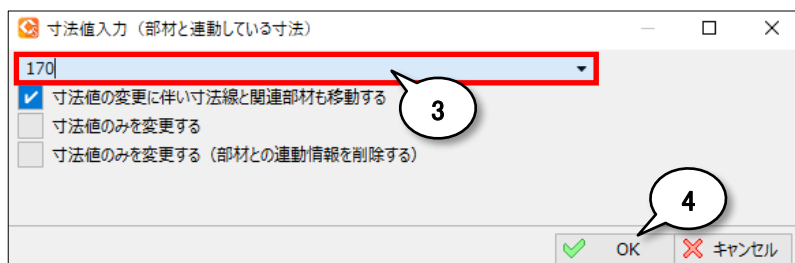 寸法値入力（部材と連動している寸法）
170
寸法値の変更に伴い寸法線と関連部材も移動する
3
寸法値のみを変更する
寸法値のみを変更する（部材との連動情報を削除する）
4
OK キャンセル